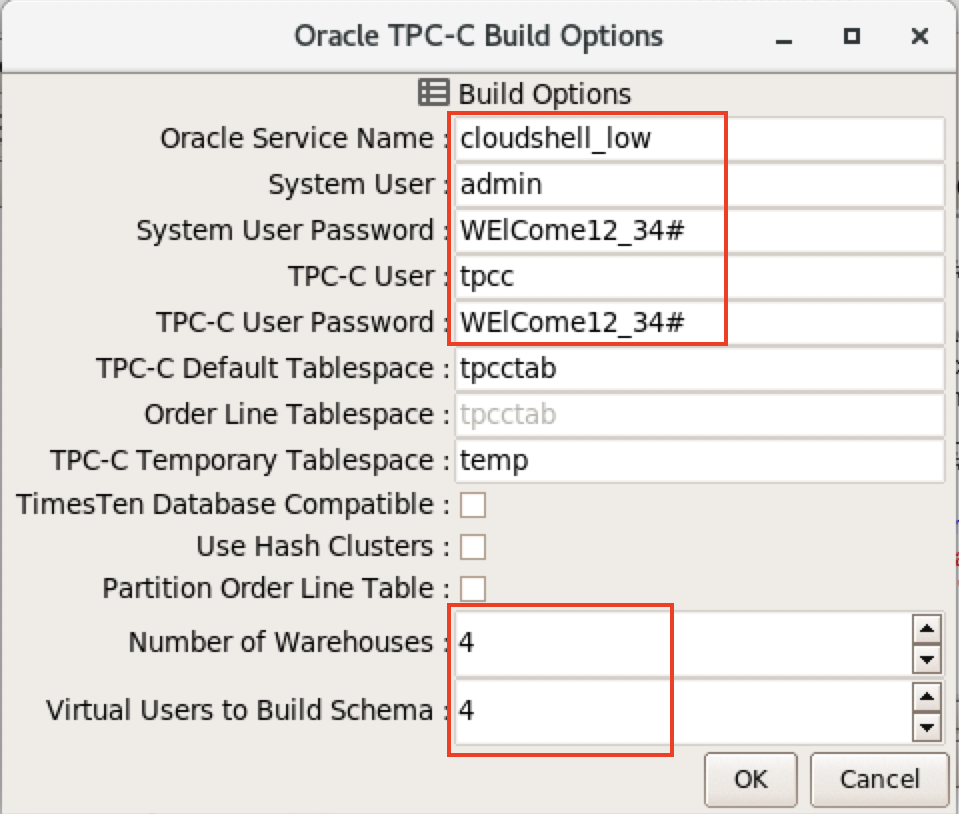 Oracle TPC-C Build Options
Build Options
Oracle Service Name : cloudshell_low
System User : admin
System User Password : WElCome12_34#
TPC-C User : tpcc
TPC-C User Password : WElCome12_34#
TPC-C Default Tablespace : tpcctab
Order Line Tablespace : tpcctab
TPC-C Temporary Tablespace : temp
TimesTen Database Compatible :
Use Hash Clusters :
Partition Order Line Table :
Number of Warehouses : 4
Virtual Users to Build Schema : 4
OK Cancel